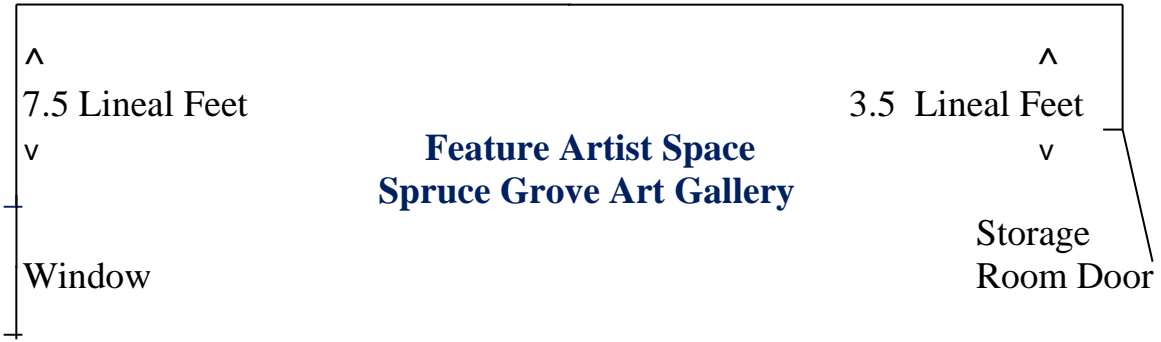 ^ ^
7.5 Lineal Feet 3.5 Lineal Feet
v v
Feature Artist Space
Spruce Grove Art Gallery
Window
Storage
Room Door